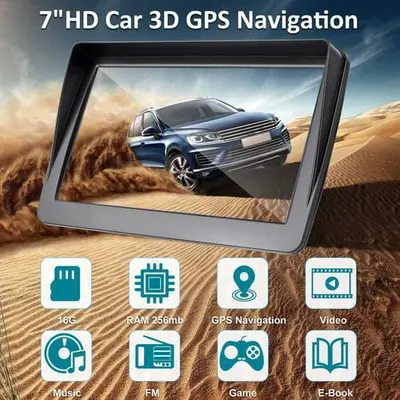 7"HD Car 3D GPS Navigation
16G
RAM 256mb
GPS Navigation
Video
Music
FM
Game
E-Book